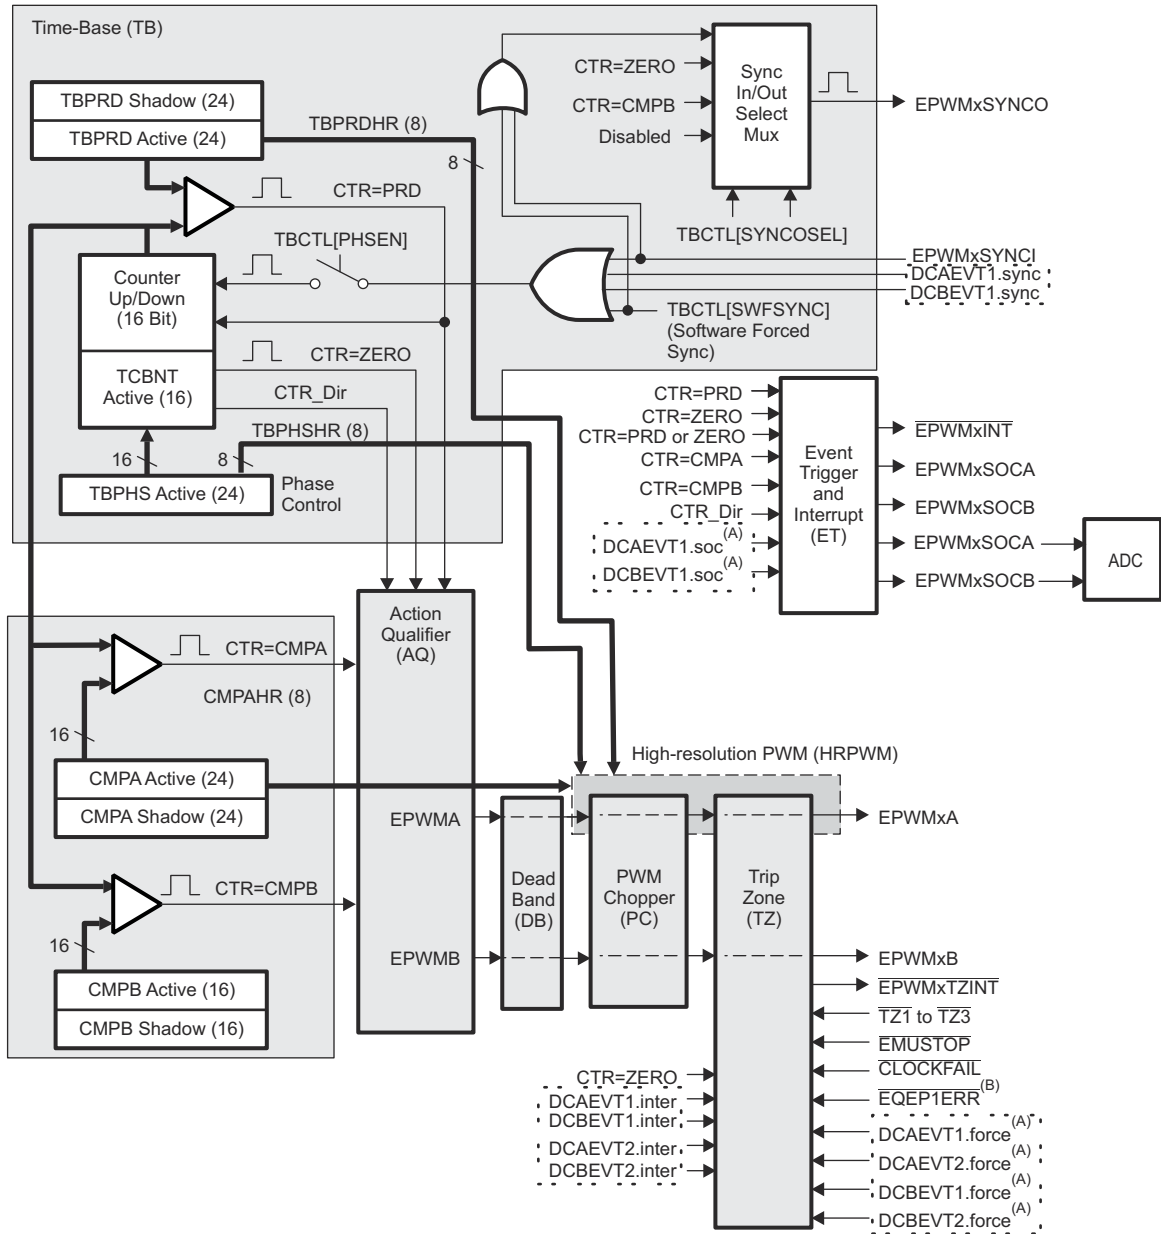 Time-Base (TB)
TBPRD Shadow (24)
TBPRD Active (24)
TBPRDHR (8)
8
CTR=PRD
TBCTL[PHSEN]
Counter
Up/Down
(16 Bit)
TCBNT
Active (16)
CTR=ZERO
CTR_Dir
TBPHSHR (8)
16
8
TBPHS Active (24)
Phase
Control
CTR=ZERO
CTR=CMPB
Disabled
Sync
In/Out
Select
Mux
EPWMxSYNCO
TBCTL[SYNCOSEL]
EPWMxSYNCI
DCAEVT1.sync
DCBEVT1.sync
TBCTL[SWFSYNC]
(Software Forced
Sync)
CTR=PRD
CTR=ZERO
CTR=PRD or ZERO
CTR=CMPA
CTR=CMPB
CTR_Dir
DCAEVT1.soc(A)
DCBEVT1.soc(A)
Event
Trigger
and
Interrupt
(ET)
EPWMxINT
EPWMxSOCA
EPWMxSOCB
EPWMxSOCA
EPWMxSOCB
ADC
Action
Qualifier
(AQ)
CTR=CMPA
CMPAHR (8)
16
CMPA Active (24)
CMPA Shadow (24)
CTR=CMPB
16
CMPB Active (16)
CMPB Shadow (16)
EPWMA
EPWMB
High-resolution PWM (HRPWM)
Dead
Band
(DB)
PWM
Chopper
(PC)
Trip
Zone
(TZ)
EPWMxA
EPWMxB
EPWMxTZINT
TZ1 to TZ3
EMUSTOP
CLOCKFAIL
EQEP1ERR(B)
DCAEVT1.force(A)
DCAEVT2.force(A)
DCBEVT1.force(A)
DCBEVT2.force(A)
CTR=ZERO
DCAEVT1.inter
DCBEVT1.inter
DCAEVT2.inter
DCBEVT2.inter